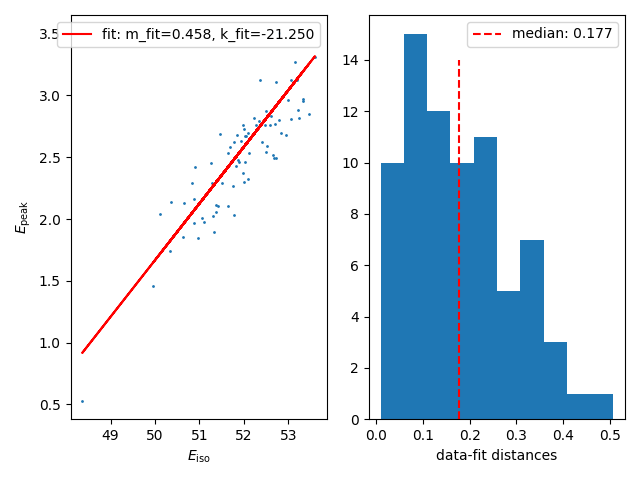 fit: m_fit=0.458, k_fit=-21.250
3.5
3.0
2.5
2.0
1.5
1.0
0.5
E_peak
49 50 51 52 53
E_iso
median: 0.177
14
12
10
8
6
4
2
0
0.0 0.1 0.2 0.3 0.4 0.5
data-fit distances